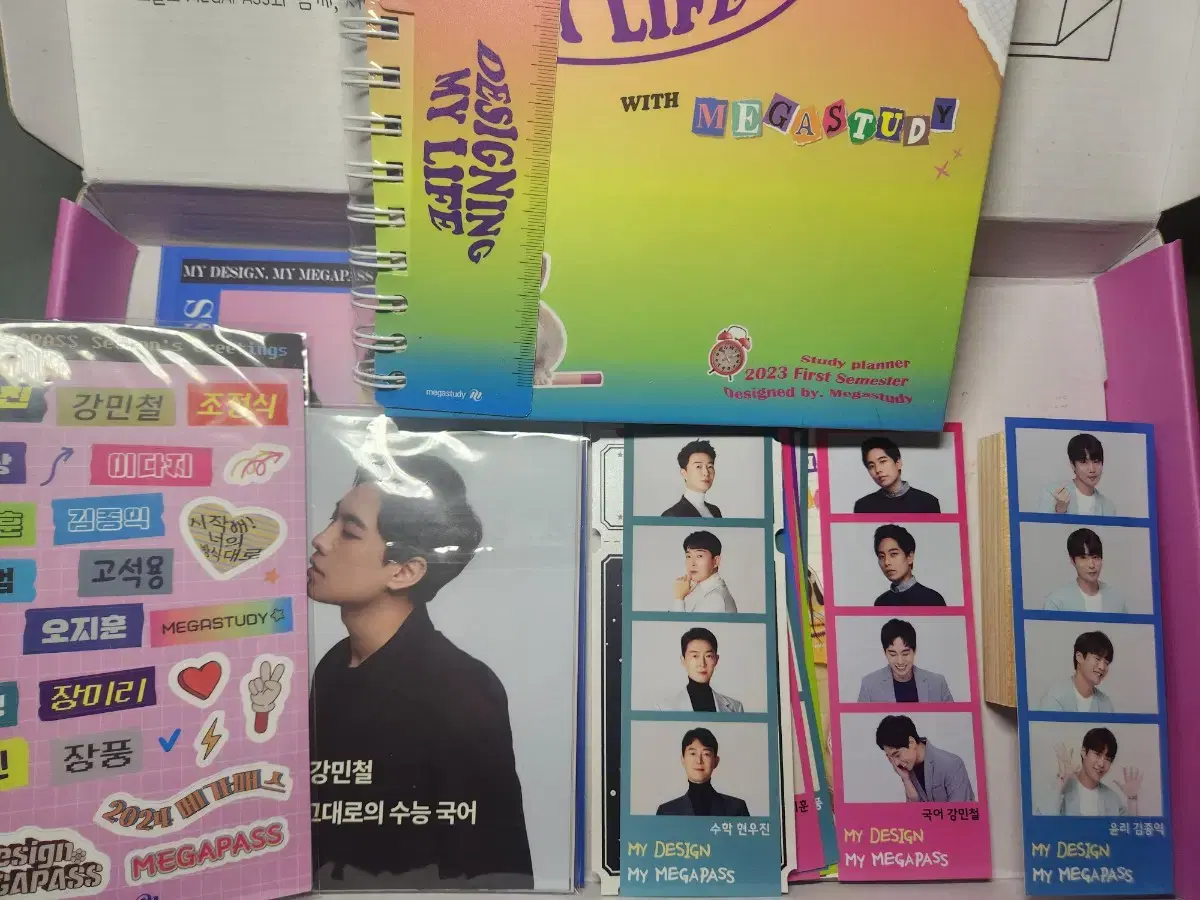 MEGAPASS
LIFE
WITH MEGASTUDY
DESIGNING
MY LIFE
megastudy
Study planner
2023 First Semester
Designed by. Megastudy
MY DESIGN, MY MEGAPASS
강민철
조정식
이다지
김종익
시작해!
너의
방식대로
고석용
오지훈
MEGASTUDY
장미리
장풍
2024 메가패스
MEGAPASS
강민철
그대로의 수능 국어
수학 현우진
MY DESIGN
MY MEGAPASS
국어 강민철
MY DESIGN
MY MEGAPASS
윤리 김종익
MY DESIGN
MY MEGAPASS